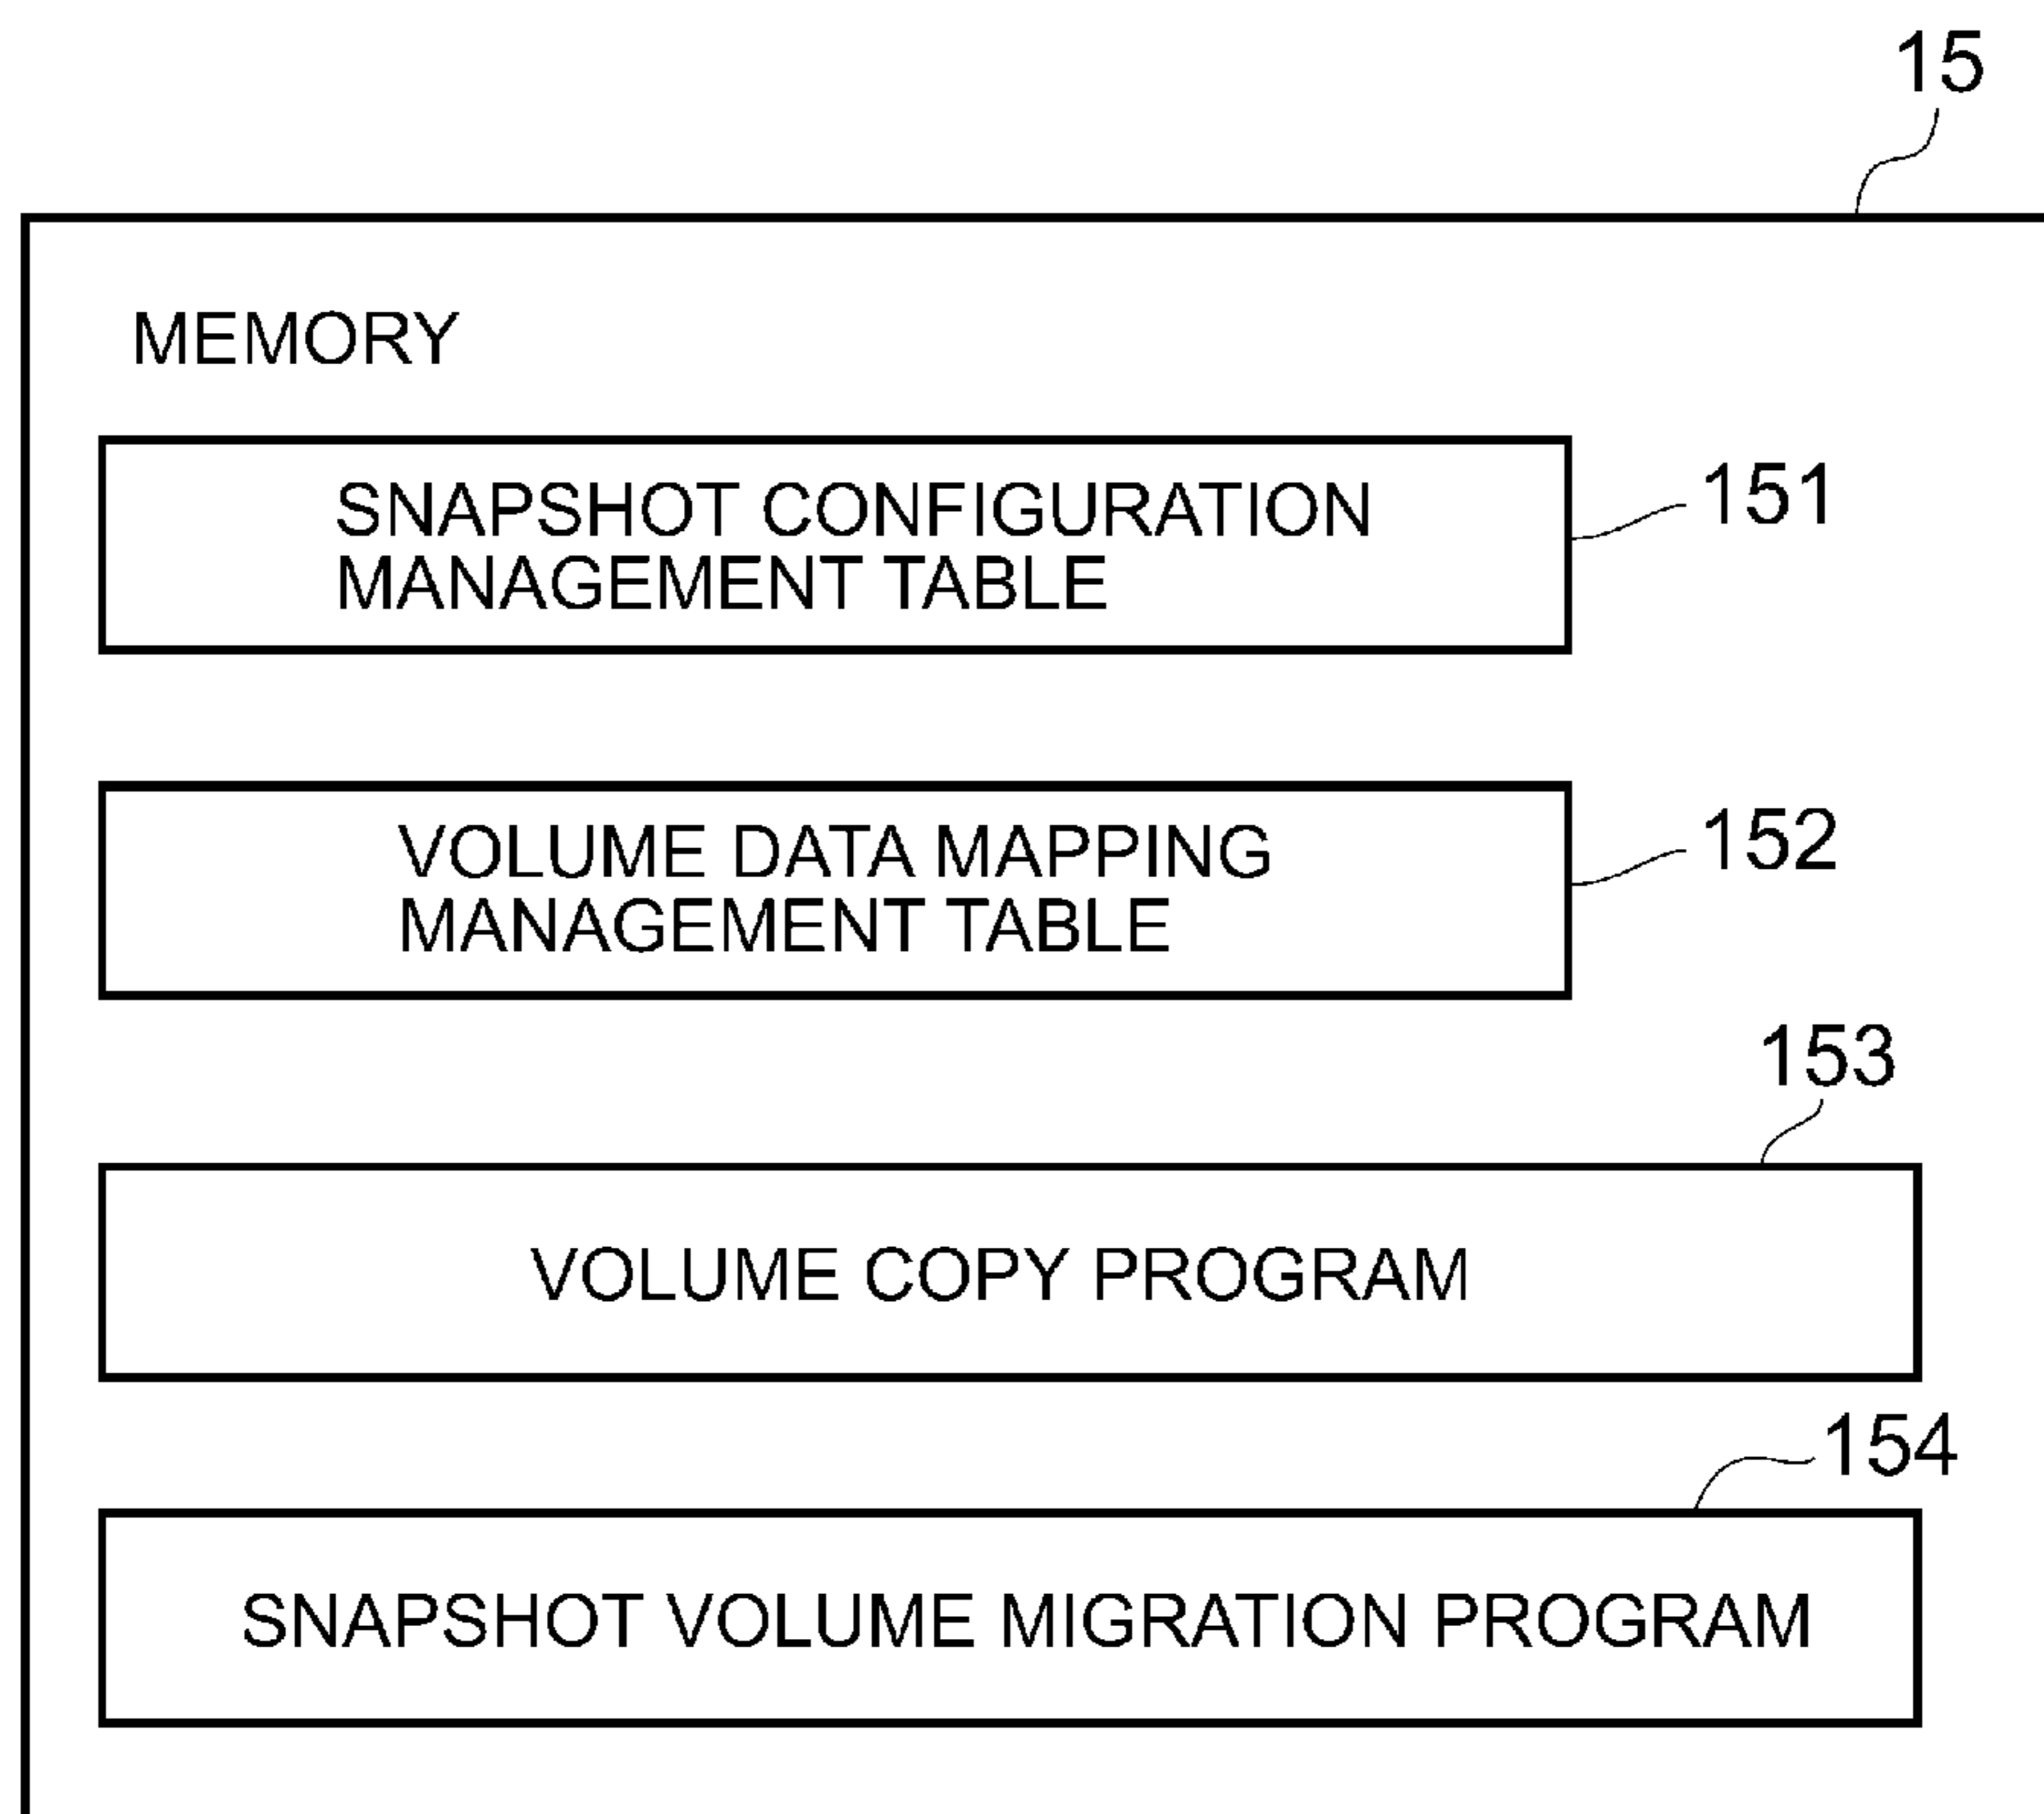 15
MEMORY
SNAPSHOT CONFIGURATION
MANAGEMENT TABLE
151
VOLUME DATA MAPPING
MANAGEMENT TABLE
152
153
VOLUME COPY PROGRAM
154
SNAPSHOT VOLUME MIGRATION PROGRAM